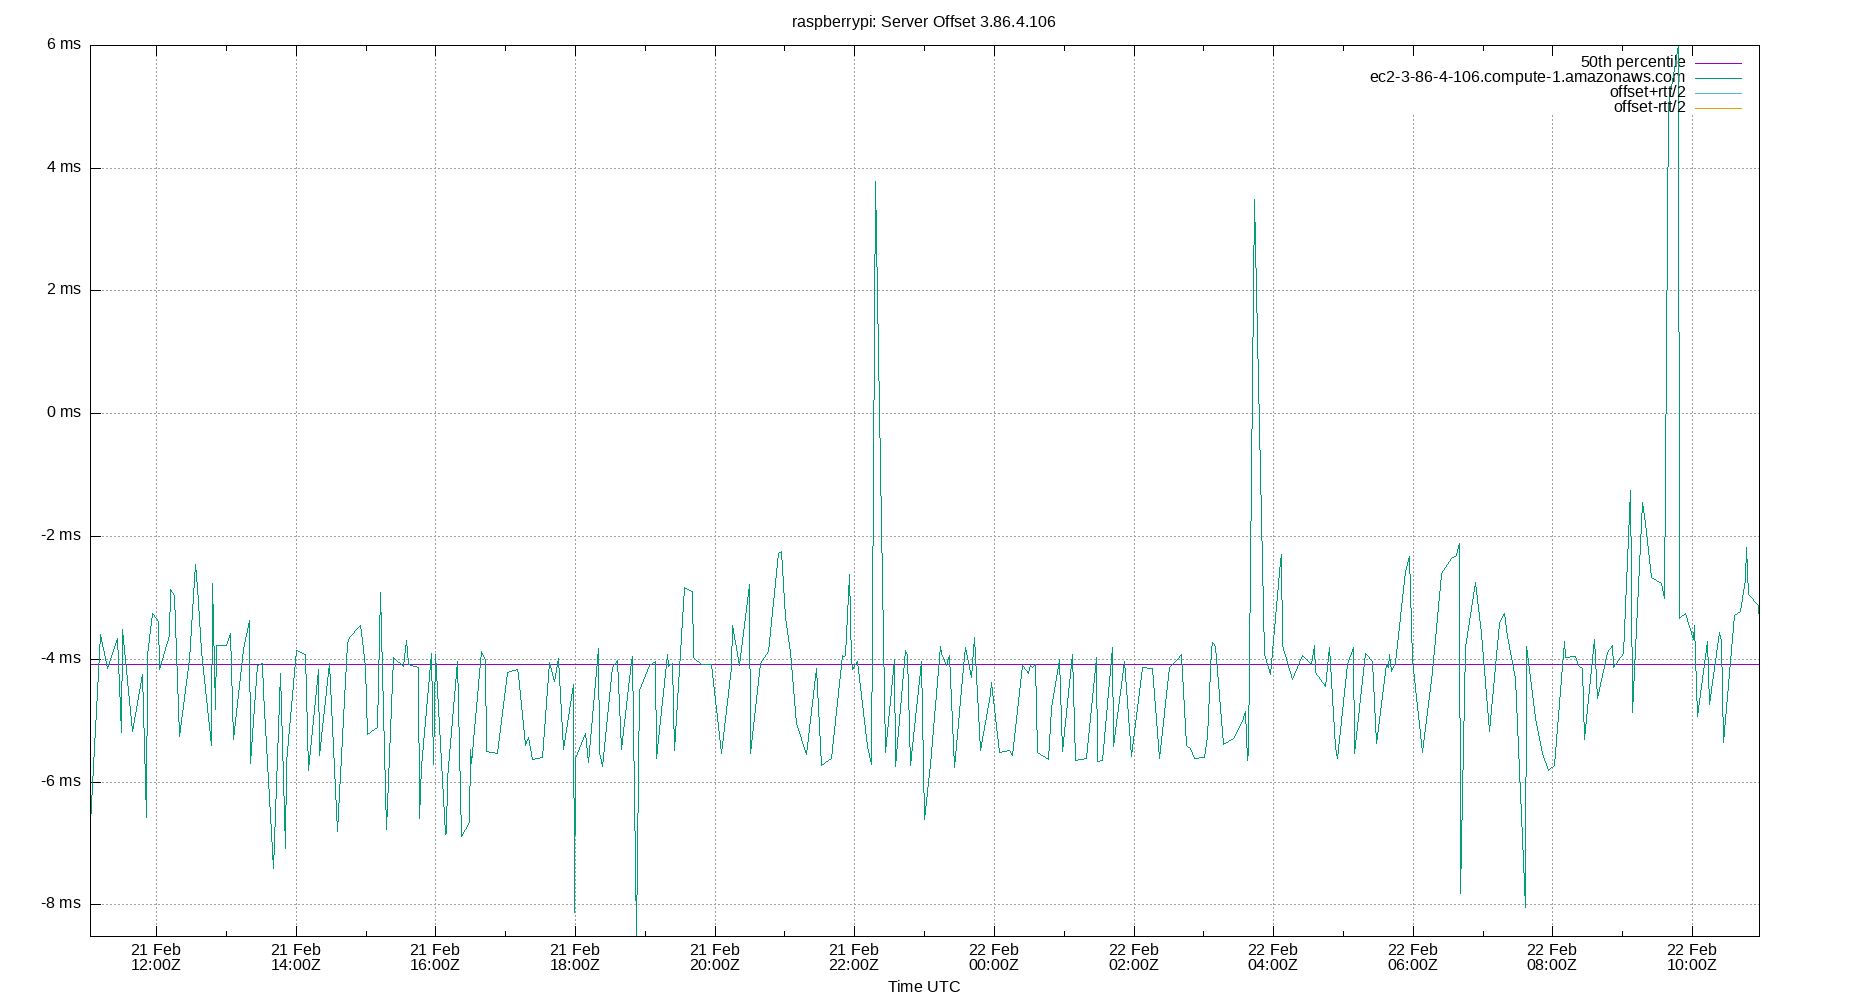 raspberrypi: Server Offset 3.86.4.106
6 ms
4 ms
2 ms
0 ms
-2 ms
-4 ms
-6 ms
-8 ms
50th percentile
ec2-3-86-4-106.compute-1.amazonaws.com
offset+rtt/2
offset-rtt/2
21 Feb 21 Feb 21 Feb 21 Feb 21 Feb 21 Feb 22 Feb 22 Feb 22 Feb 22 Feb 22 Feb 22 Feb
12:00Z 14:00Z 16:00Z 18:00Z 20:00Z 22:00Z 00:00Z 02:00Z 04:00Z 06:00Z 08:00Z 10:00Z
Time UTC